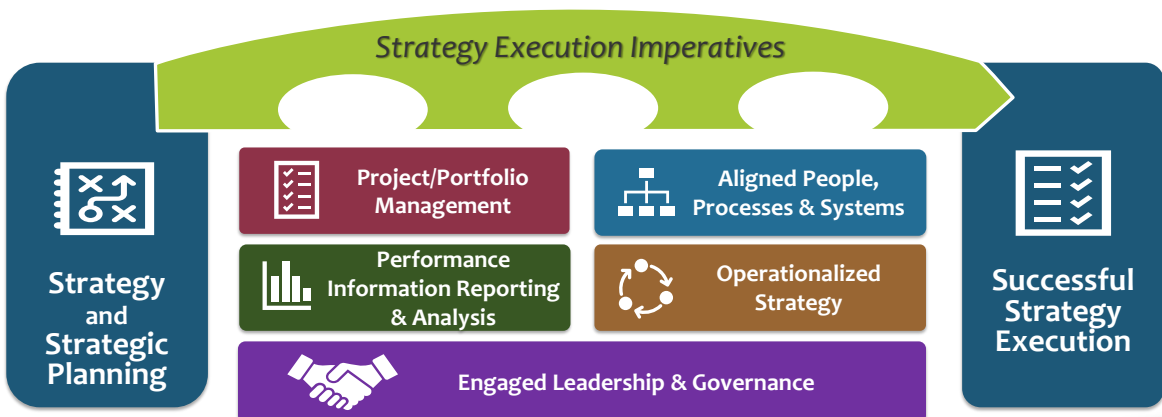 Strategy Execution Imperatives
Strategy
and
Strategic
Planning
Project/Portfolio
Management
Aligned People,
Processes & Systems
Performance
Information Reporting
& Analysis
Operationalized
Strategy
Engaged Leadership & Governance
Successful
Strategy
Execution